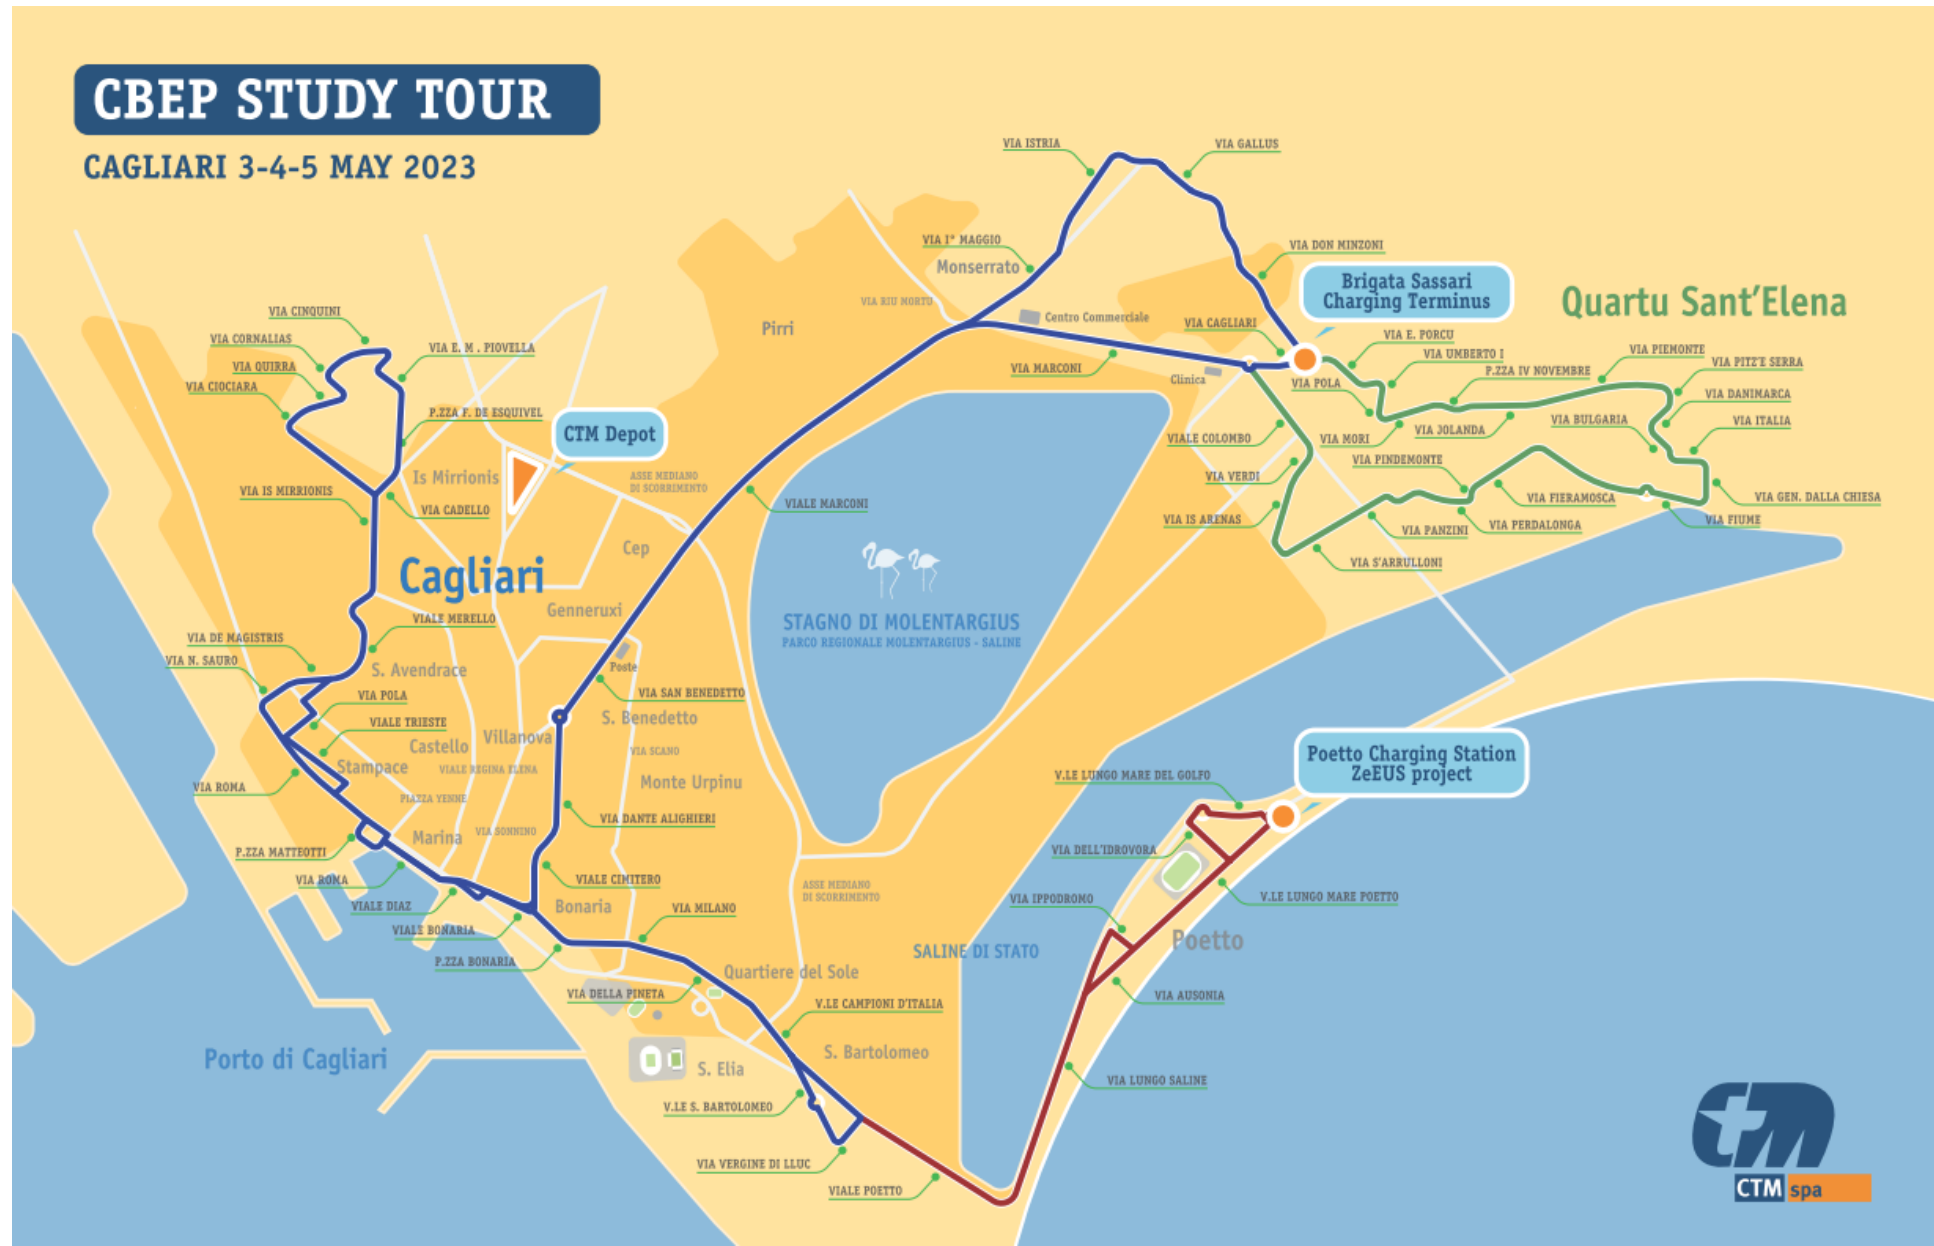 CBEP STUDY TOUR
CAGLIARI 3-4-5 MAY 2023
VIA ISTRIA
VIA GALLUS
VIA I° MAGGIO
Monserrato
VIA DON MINZONI
Brigata Sassari
Charging Terminus
Quartu Sant'Elena
VIA RIU MORTU
Centro Commerciale
VIA CAGLIARI
Pirri
VIA CINQUINI
VIA CORNALIAS
VIA E. M . PIOVELLA
VIA QUIRRA
VIA CIOCIARA
P.ZZA F. DE ESQUIVEL
CTM Depot
VIA MARCONI
Clinica
VIA POLA
VIA E. PORCU
VIA UMBERTO I
P.ZZA IV NOVEMBRE
VIA PIEMONTE
VIA PITZ'E SERRA
VIA DANIMARCA
VIA BULGARIA
VIA ITALIA
VIALE COLOMBO
VIA MORI
VIA JOLANDA
VIA PINDEMONTE
VIA VERDI
Is Mirrionis
ASSE MEDIANO
DI SCORRIMENTO
VIA IS MIRRIONIS
VIA CADELLO
VIALE MARCONI
VIA IS ARENAS
VIA FIERAMOSCA
VIA GEN. DALLA CHIESA
VIA PANZINI
VIA PERDALONGA
VIA FIUME
VIA S'ARRULLONI
Cep
Cagliari
Genneruxi
STAGNO DI MOLENTARGIUS
PARCO REGIONALE MOLENTARGIUS - SALINE
VIALE MERELLO
VIA DE MAGISTRIS
VIA N. SAURO
S. Avendrace
Poste
VIA POLA
VIA SAN BENEDETTO
S. Benedetto
VIALE TRIESTE
Villanova
Castello
VIA SCANO
Stampace
VIALE REGINA ELENA
Monte Urpinu
VIA ROMA
PIAZZA YENNE
VIA DANTE ALIGHIERI
Marina
VIA SONNINO
P.ZZA MATTEOTTI
VIA ROMA
VIALE CIMITERO
ASSE MEDIANO
DI SCORRIMENTO
VIALE DIAZ
Bonaria
VIA MILANO
VIALE BONARIA
P.ZZA BONARIA
Poetto Charging Station
ZeEUS project
V.LE LUNGO MARE DEL GOLFO
VIA DELL'IDROVORA
VIA IPPODROMO
V.LE LUNGO MARE POETTO
Poetto
SALINE DI STATO
VIA AUSONIA
Quartiere del Sole
VIA DELLA PINETA
V.LE CAMPIONI D'ITALIA
S. Bartolomeo
S. Elia
Porto di Cagliari
VIA LUNGO SALINE
V.LE S. BARTOLOMEO
VIA VERGINE DI LLUC
VIALE POETTO
CTM spa